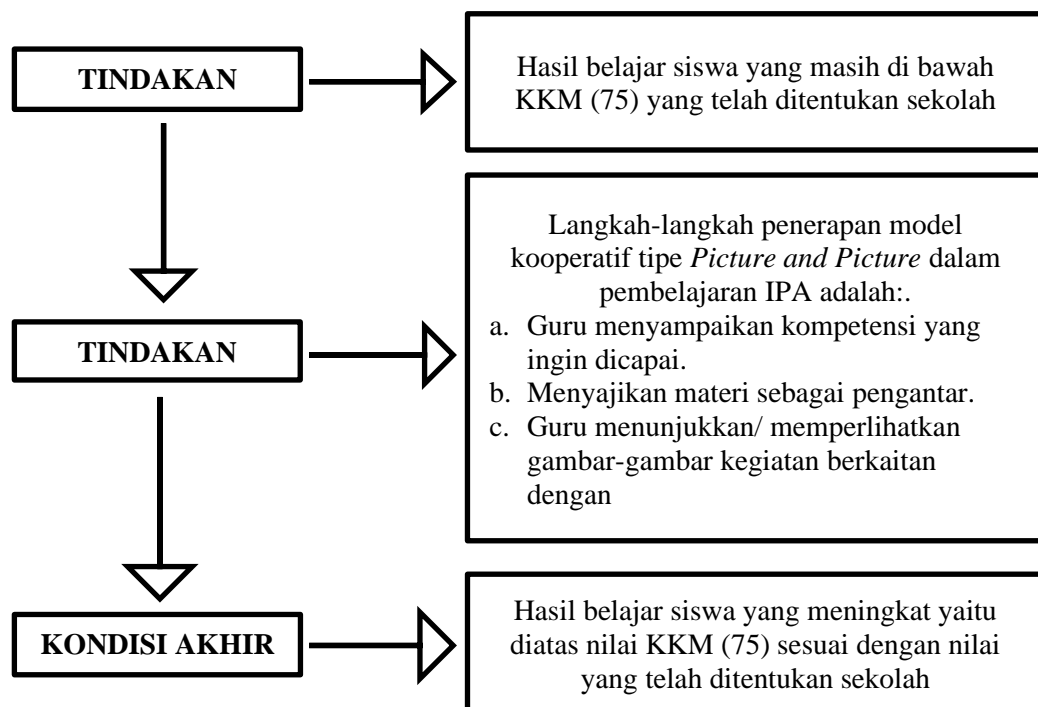 TINDAKAN
Hasil belajar siswa yang masih di bawah
KKM (75) yang telah ditentukan sekolah
TINDAKAN
Langkah-langkah penerapan model
kooperatif tipe Picture and Picture dalam
pembelajaran IPA adalah:.
a. Guru menyampaikan kompetensi yang
ingin dicapai.
b. Menyajikan materi sebagai pengantar.
c. Guru menunjukkan/ memperlihatkan
gambar-gambar kegiatan berkaitan
dengan
KONDISI AKHIR
Hasil belajar siswa yang meningkat yaitu
diatas nilai KKM (75) sesuai dengan nilai
yang telah ditentukan sekolah